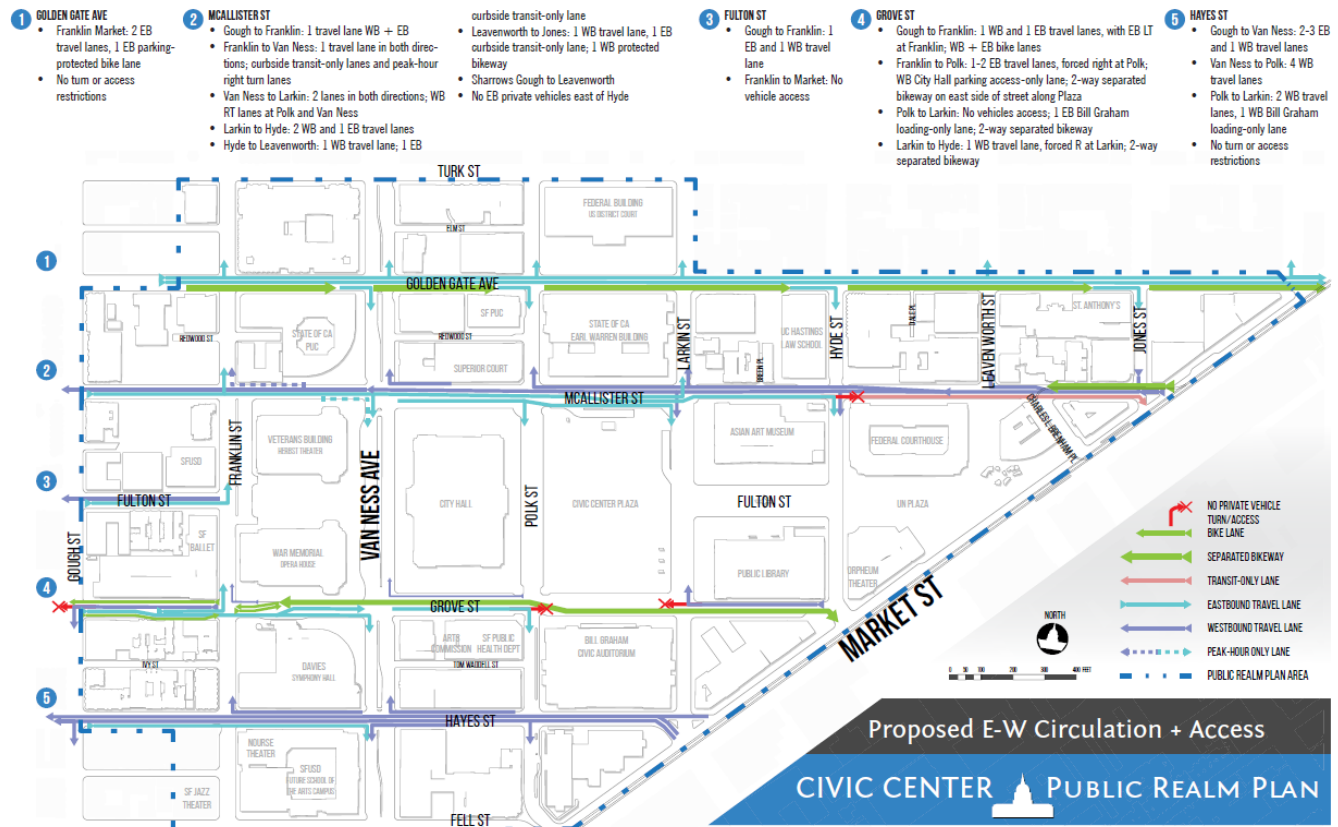 1 GOLDEN GATE AVE
• Franklin Market: 2 EB
travel lanes, 1 EB parking-
protected bike lane
• No turn or access
restrictions
2 MCALLISTER ST
• Gough to Franklin: 1 travel lane WB + EB
• Franklin to Van Ness: 1 travel lane in both direc-
tions; curbside transit-only lanes and peak-hour
right turn lanes
• Van Ness to Larkin: 2 lanes in both directions; WB
RT lanes at Polk and Van Ness
• Larkin to Hyde: 2 WB and 1 EB travel lanes
• Hyde to Leavenworth: 1 WB travel lane; 1 EB
curbside transit-only lane
• Leavenworth to Jones: 1 WB travel lane, 1 EB
curbside transit-only lane; 1 WB protected
bikeway
• Sharrows Gough to Leavenworth
• No EB private vehicles east of Hyde
3 FULTON ST
• Gough to Franklin: 1
EB and 1 WB travel
lane
• Franklin to Market: No
vehicle access
4 GROVE ST
• Gough to Franklin: 1 WB and 1 EB travel lanes, with EB LT
at Franklin; WB + EB bike lanes
• Franklin to Polk: 1-2 EB travel lanes, forced right at Polk;
WB City Hall parking access-only lane; 2-way separated
bikeway on east side of street along Plaza
• Polk to Larkin: No vehicles access; 1 EB Bill Graham
loading-only lane; 2-way separated bikeway
• Larkin to Hyde: 1 WB travel lane, forced R at Larkin; 2-way
separated bikeway
5 HAYES ST
• Gough to Van Ness: 2-3 EB
and 1 WB travel lanes
• Van Ness to Polk: 4 WB
travel lanes
• Polk to Larkin: 2 WB travel
lanes, 1 WB Bill Graham
loading-only lane
• No turn or access
restrictions
TURK ST
FEDERAL BUILDING
US DISTRICT COURT
ELM ST
1
GOLDEN GATE AVE
SF PUC
STATE OF CA
PUC
REDWOOD ST
REDWOOD ST
STATE OF CA
EARL WARREN BUILDING
LARKIN ST
UC HASTINGS
LAW SCHOOL
HYDE ST
DALE PL
LEAVENWORTH ST
ST. ANTHONY'S
JONES ST
SUPERIOR COURT
2
MCALLISTER ST
FRANKLIN ST
VETERANS BUILDING
HERBST THEATER
ASIAN ART MUSEUM
FEDERAL COURTHOUSE
CHARLES J. BRENHAM PL
SFUSD
3
FULTON ST
VAN NESS AVE
CITY HALL
POLK ST
CIVIC CENTER PLAZA
FULTON ST
UN PLAZA
GOUGH ST
SF
BALLET
WAR MEMORIAL
OPERA HOUSE
PUBLIC LIBRARY
ORPHEUM
THEATER
4
GROVE ST
MARKET ST
ARTS
COMMISSION
SF PUBLIC
HEALTH DEPT
BILL GRAHAM
CIVIC AUDITORIUM
IVY ST
DAVIES
SYMPHONY HALL
TOM WADDELL ST
5
HAYES ST
NOURSE
THEATER
SFUSD
FUTURE SCHOOL OF
THE ARTS CAMPUS
SF JAZZ
THEATER
FELL ST
NO PRIVATE VEHICLE
TURN/ACCESS
BIKE LANE
SEPARATED BIKEWAY
TRANSIT-ONLY LANE
EASTBOUND TRAVEL LANE
WESTBOUND TRAVEL LANE
PEAK-HOUR ONLY LANE
PUBLIC REALM PLAN AREA
NORTH
0 50 100 200 300 400 FEET
Proposed E-W Circulation + Access
CIVIC CENTER PUBLIC REALM PLAN